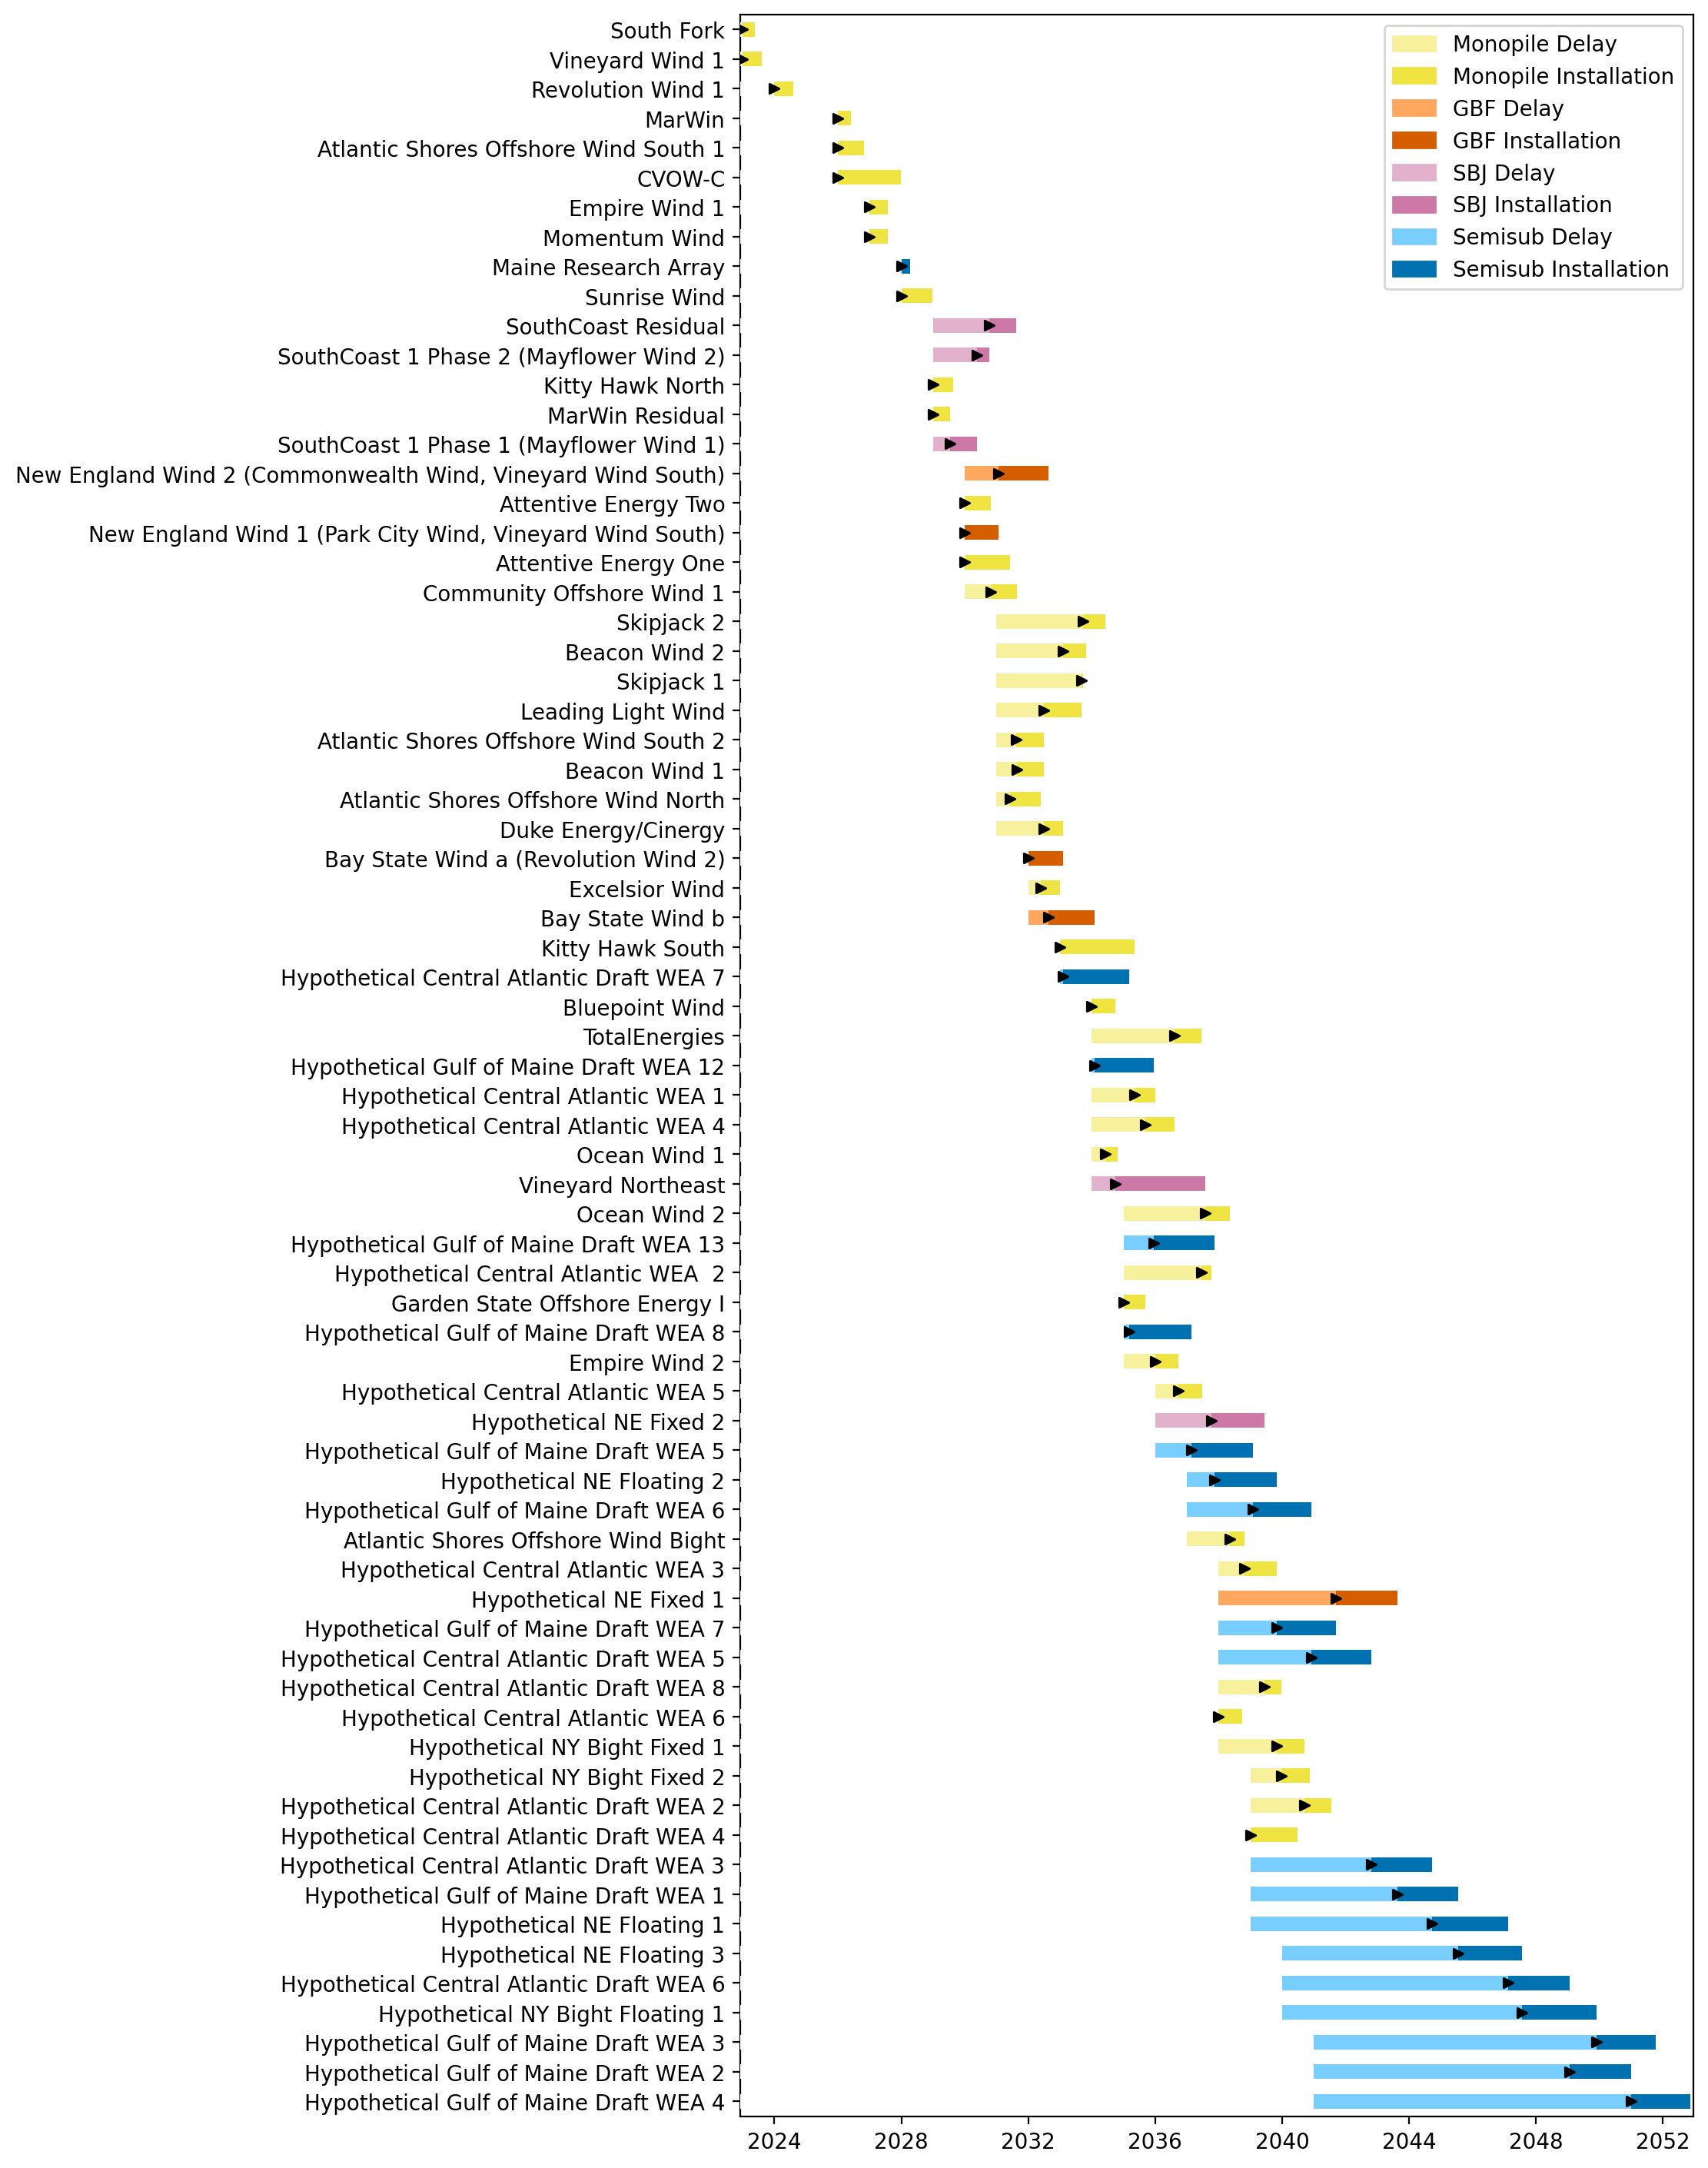 South Fork
Vineyard Wind 1
Revolution Wind 1
MarWin
Atlantic Shores Offshore Wind South 1
CVOW-C
Empire Wind 1
Momentum Wind
Maine Research Array
Sunrise Wind
SouthCoast Residual
SouthCoast 1 Phase 2 (Mayflower Wind 2)
Kitty Hawk North
MarWin Residual
SouthCoast 1 Phase 1 (Mayflower Wind 1)
New England Wind 2 (Commonwealth Wind, Vineyard Wind South)
Attentive Energy Two
New England Wind 1 (Park City Wind, Vineyard Wind South)
Attentive Energy One
Community Offshore Wind 1
Skipjack 2
Beacon Wind 2
Skipjack 1
Leading Light Wind
Atlantic Shores Offshore Wind South 2
Beacon Wind 1
Atlantic Shores Offshore Wind North
Duke Energy/Cinergy
Bay State Wind a (Revolution Wind 2)
Excelsior Wind
Bay State Wind b
Kitty Hawk South
Hypothetical Central Atlantic Draft WEA 7
Bluepoint Wind
TotalEnergies
Hypothetical Gulf of Maine Draft WEA 12
Hypothetical Central Atlantic WEA 1
Hypothetical Central Atlantic WEA 4
Ocean Wind 1
Vineyard Northeast
Ocean Wind 2
Hypothetical Gulf of Maine Draft WEA 13
Hypothetical Central Atlantic WEA  2
Garden State Offshore Energy I
Hypothetical Gulf of Maine Draft WEA 8
Empire Wind 2
Hypothetical Central Atlantic WEA 5
Hypothetical NE Fixed 2
Hypothetical Gulf of Maine Draft WEA 5
Hypothetical NE Floating 2
Hypothetical Gulf of Maine Draft WEA 6
Atlantic Shores Offshore Wind Bight
Hypothetical Central Atlantic WEA 3
Hypothetical NE Fixed 1
Hypothetical Gulf of Maine Draft WEA 7
Hypothetical Central Atlantic Draft WEA 5
Hypothetical Central Atlantic Draft WEA 8
Hypothetical Central Atlantic WEA 6
Hypothetical NY Bight Fixed 1
Hypothetical NY Bight Fixed 2
Hypothetical Central Atlantic Draft WEA 2
Hypothetical Central Atlantic Draft WEA 4
Hypothetical Central Atlantic Draft WEA 3
Hypothetical Gulf of Maine Draft WEA 1
Hypothetical NE Floating 1
Hypothetical NE Floating 3
Hypothetical Central Atlantic Draft WEA 6
Hypothetical NY Bight Floating 1
Hypothetical Gulf of Maine Draft WEA 3
Hypothetical Gulf of Maine Draft WEA 2
Hypothetical Gulf of Maine Draft WEA 4
Monopile Delay
Monopile Installation
GBF Delay
GBF Installation
SBJ Delay
SBJ Installation
Semisub Delay
Semisub Installation
2024 2028 2032 2036 2040 2044 2048 2052